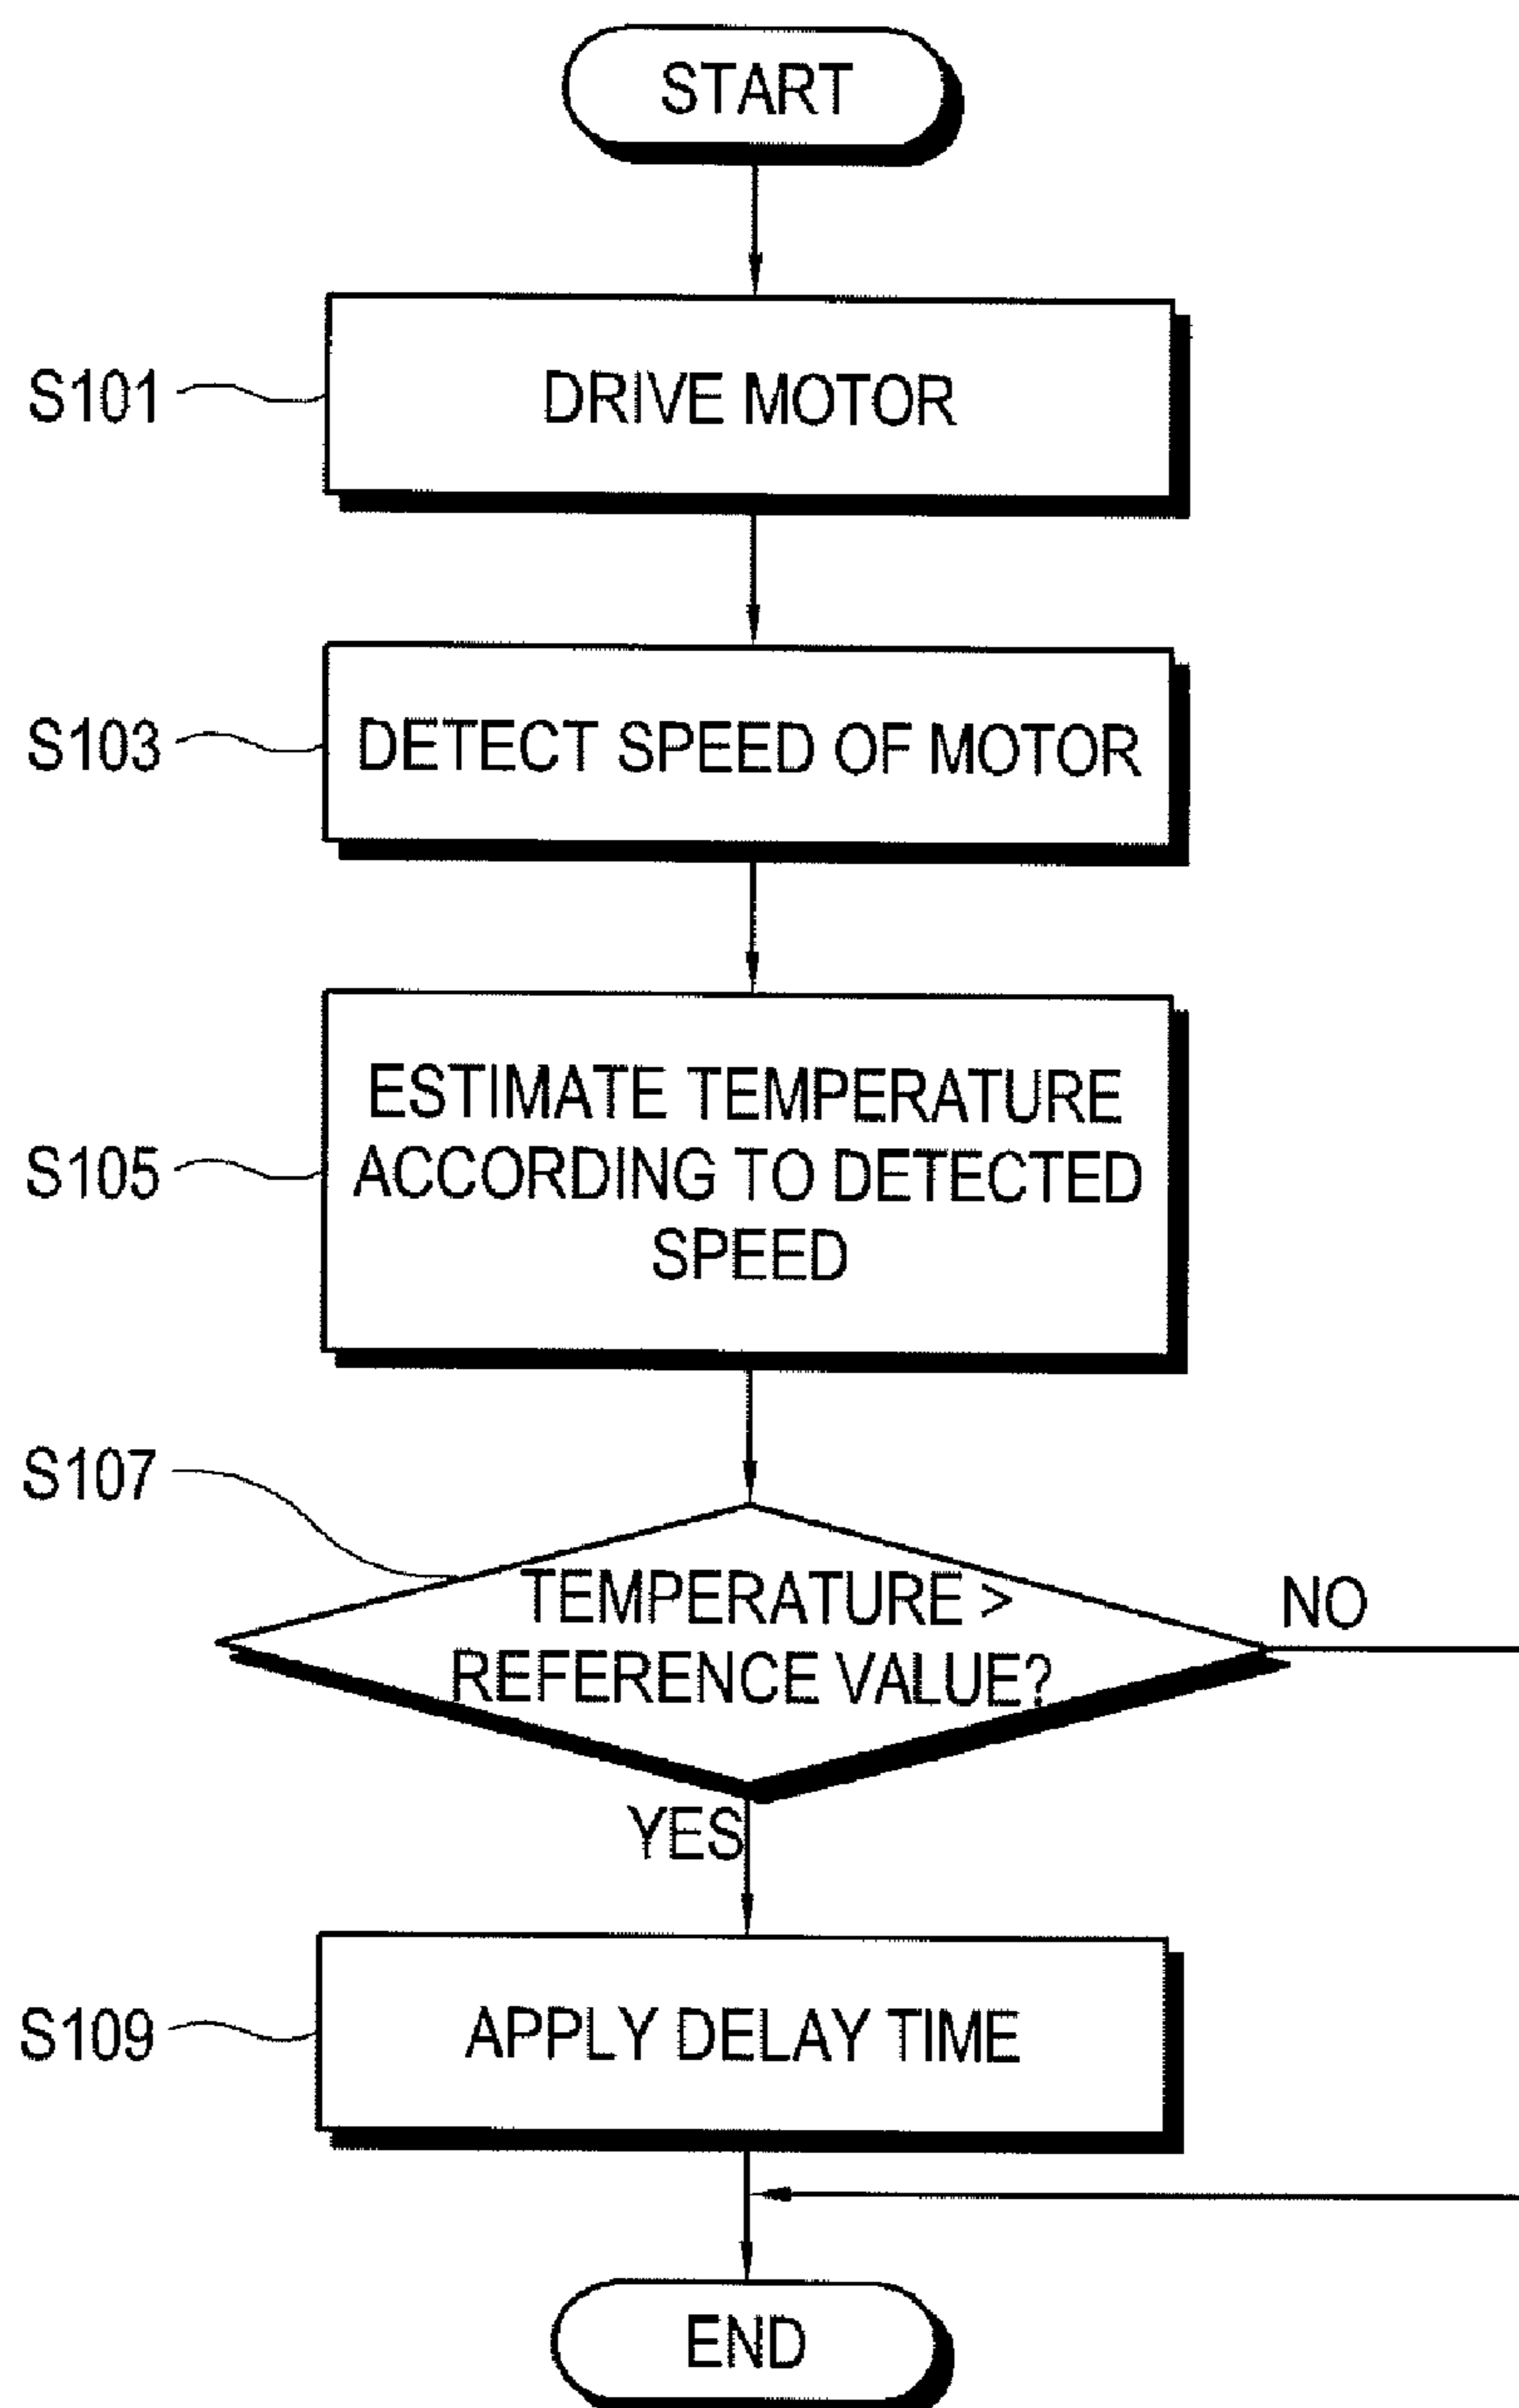 START
S101
DRIVE MOTOR
S103
DETECT SPEED OF MOTOR
S105
ESTIMATE TEMPERATURE
ACCORDING TO DETECTED
SPEED
S107
TEMPERATURE >
REFERENCE VALUE?
NO
YES
S109
APPLY DELAY TIME
END